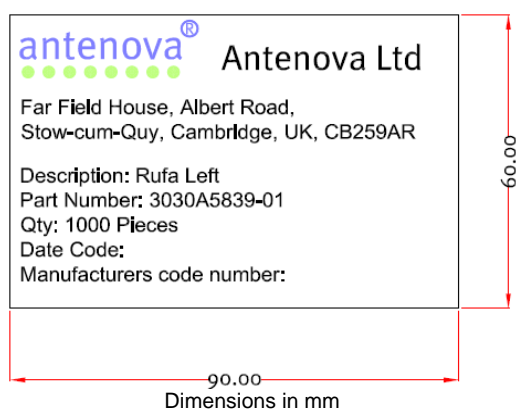 antenova®
Antenova Ltd
Far Field House, Albert Road,
Stow-cum-Quy, Cambridge, UK, CB259AR
Description: Rufa Left
Part Number: 3030A5839-01
Qty: 1000 Pieces
Date Code:
Manufacturers code number:
60.00
90.00
Dimensions in mm